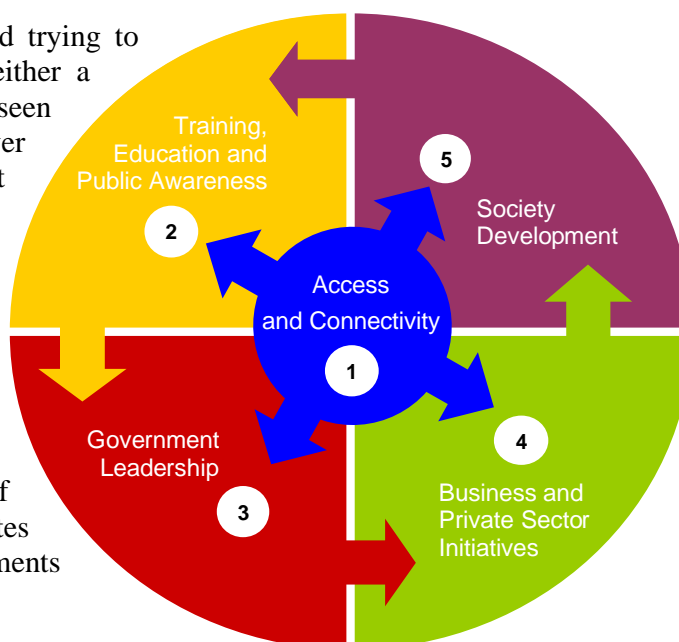 d trying to
either a
seen
er
t
f
tes
ments
Training,
Education and
Public Awareness
2
5
Society
Development
Access
and Connectivity
1
Government
Leadership
3
4
Business and
Private Sector
Initiatives